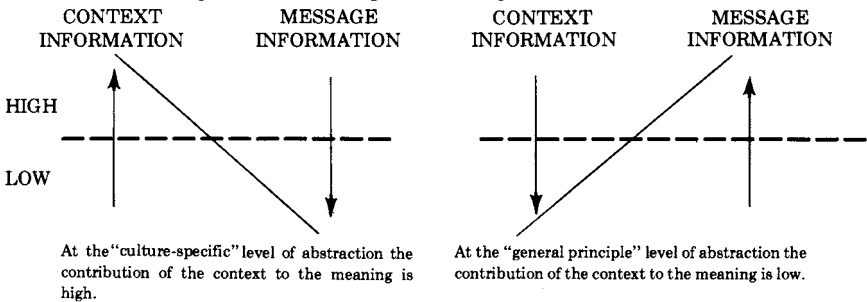 CONTEXT MESSAGE CONTEXT MESSAGE
INFORMATION INFORMATION INFORMATION INFORMATION
HIGH
LOW
At the "culture-specific" level of abstraction the
contribution of the context to the meaning is
high.
At the "general principle" level of abstraction the
contribution of the context to the meaning is low.